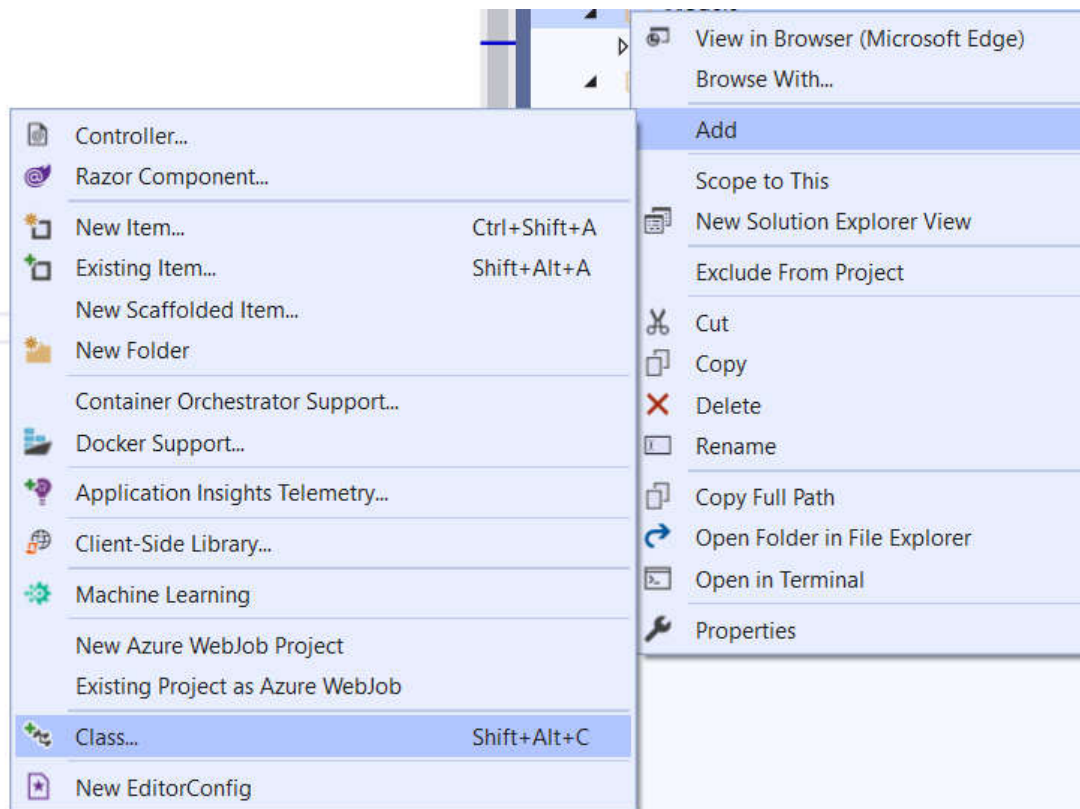 View in Browser (Microsoft Edge)
Browse With...
Add
Scope to This
New Solution Explorer View
Exclude From Project
Cut
Copy
Delete
Rename
Copy Full Path
Open Folder in File Explorer
Open in Terminal
Properties
Controller...
Razor Component...
New Item... Ctrl+Shift+A
Existing Item... Shift+Alt+A
New Scaffolded Item...
New Folder
Container Orchestrator Support...
Docker Support...
Application Insights Telemetry...
Client-Side Library...
Machine Learning
New Azure WebJob Project
Existing Project as Azure WebJob
Class... Shift+Alt+C
New EditorConfig